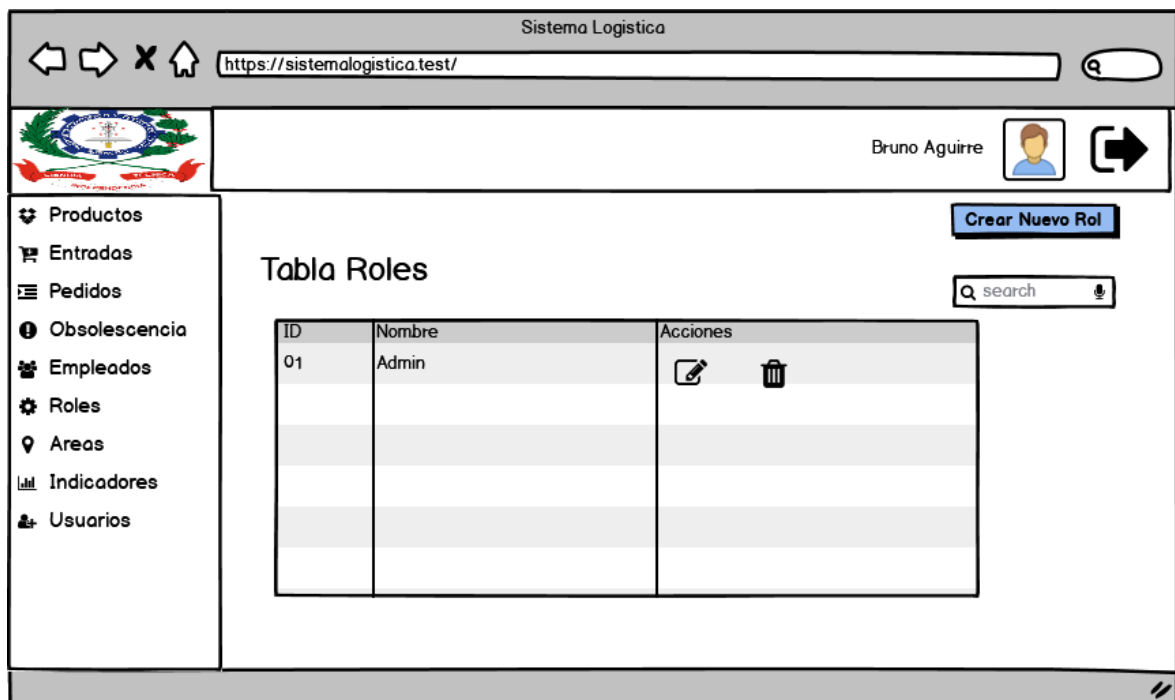 Sistema Logistica
https://sistemalogistica.test/
Bruno Aguirre
Productos
Entradas
Pedidos
Obsolescencia
Empleados
Roles
Areas
Indicadores
Usuarios
Crear Nuevo Rol
Tabla Roles
search
ID Nombre Acciones
01 Admin